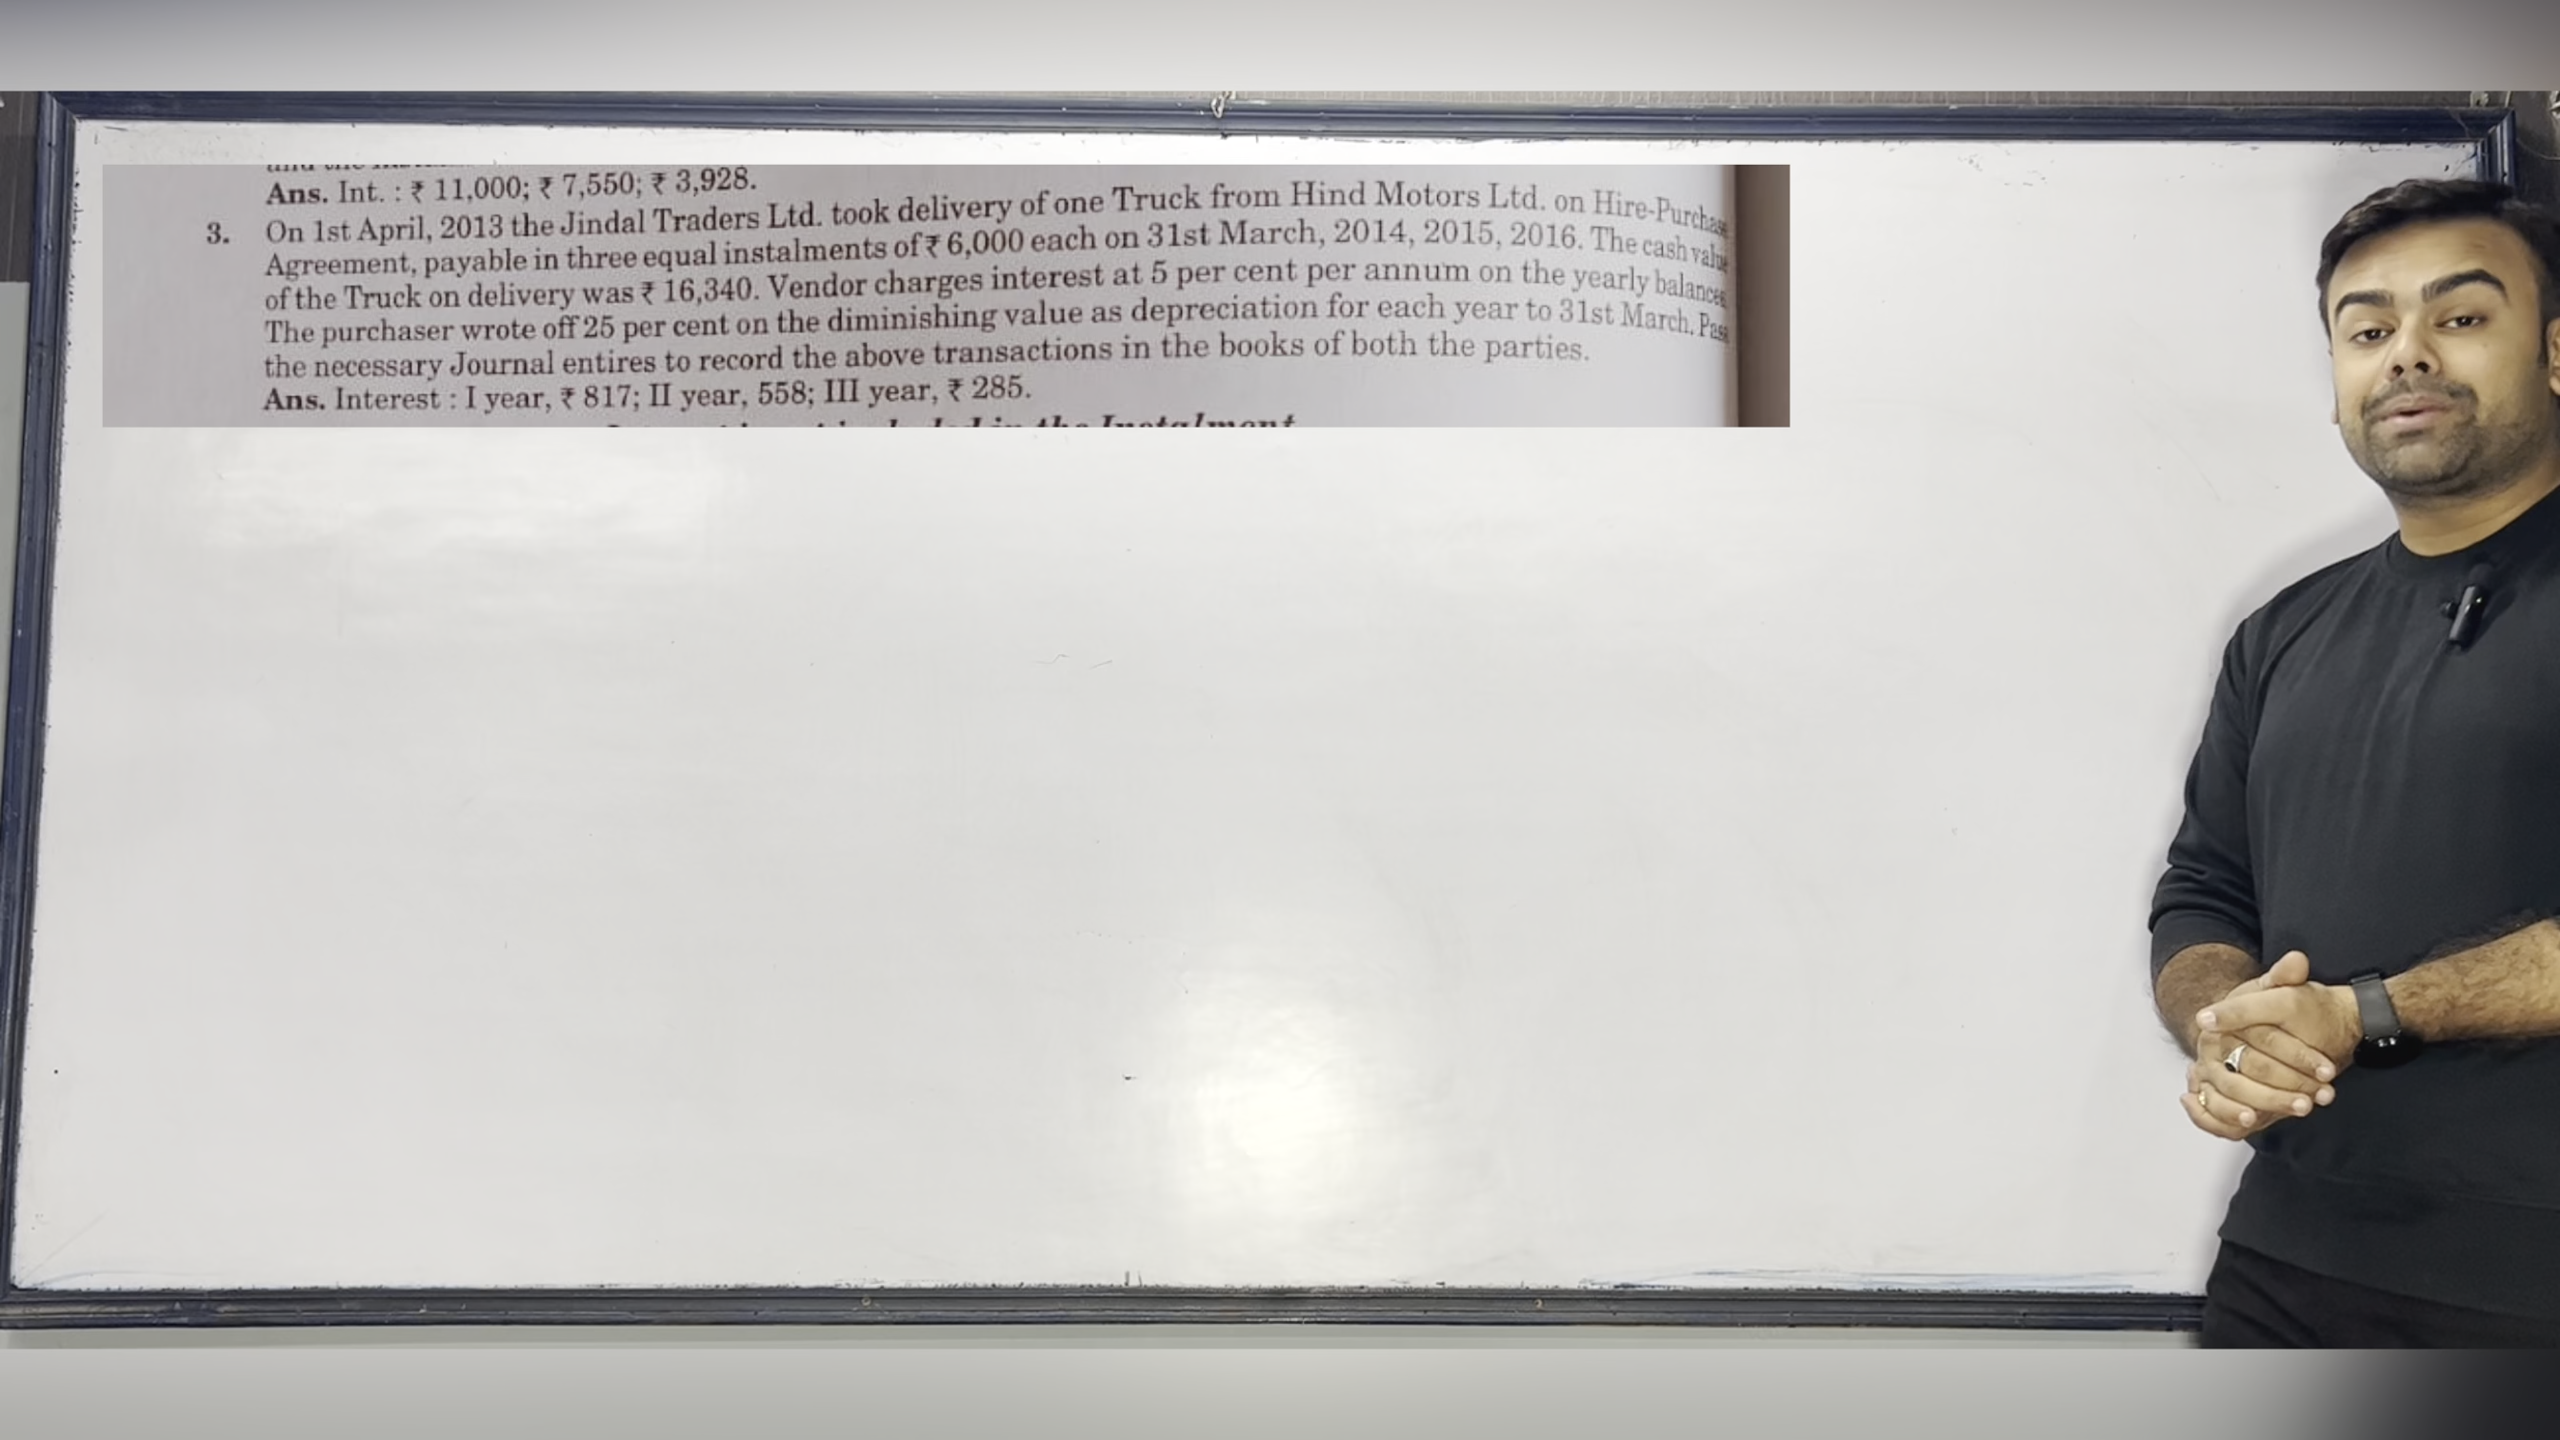 Ans. Int. : ₹ 11,000; ₹ 7,550; ₹ 3,928.
3. On 1st April, 2013 the Jindal Traders Ltd. took delivery of one Truck from Hind Motors Ltd. on Hire-Purchase
Agreement, payable in three equal instalments of ₹ 6,000 each on 31st March, 2014, 2015, 2016. The cash value
of the Truck on delivery was ₹ 16,340. Vendor charges interest at 5 per cent per annum on the yearly balances.
The purchaser wrote off 25 per cent on the diminishing value as depreciation for each year to 31st March. Pass
the necessary Journal entires to record the above transactions in the books of both the parties.
Ans. Interest : I year, ₹ 817; II year, 558; III year, ₹ 285.
in the Instalment